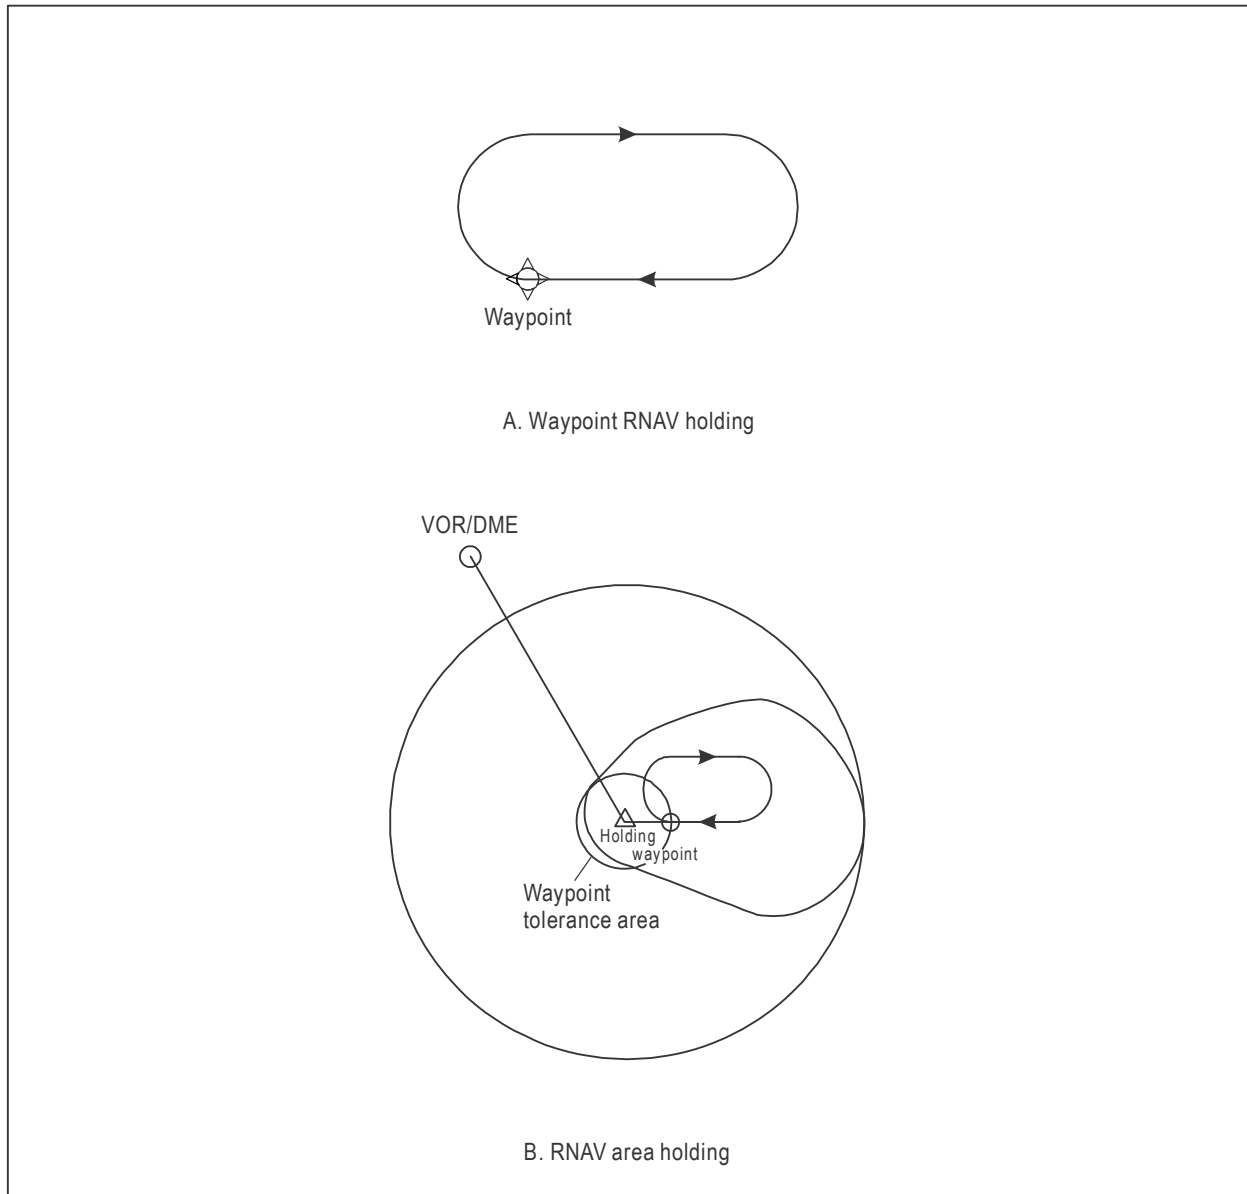 Waypoint
A. Waypoint RNAV holding
VOR/DME
Holding
waypoint
Waypoint
tolerance area
B. RNAV area holding